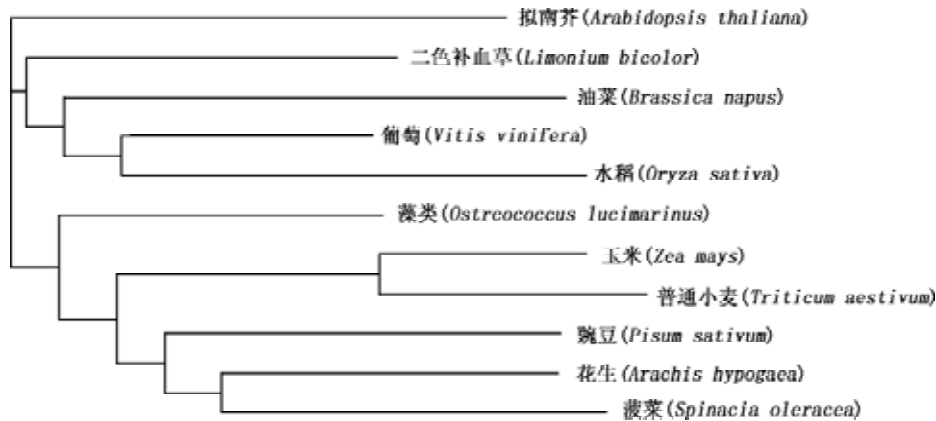 拟南芥(Arabidopsis thaliana)
二色补血草(Limonium bicolor)
油菜(Brassica napus)
葡萄(Vitis vinifera)
水稻(Oryza sativa)
藻类(Ostreococcus lucimarinus)
玉米(Zea mays)
普通小麦(Triticum aestivum)
豌豆(Pisum sativum)
花生(Arachis hypogaea)
菠菜(Spinacia oleracea)